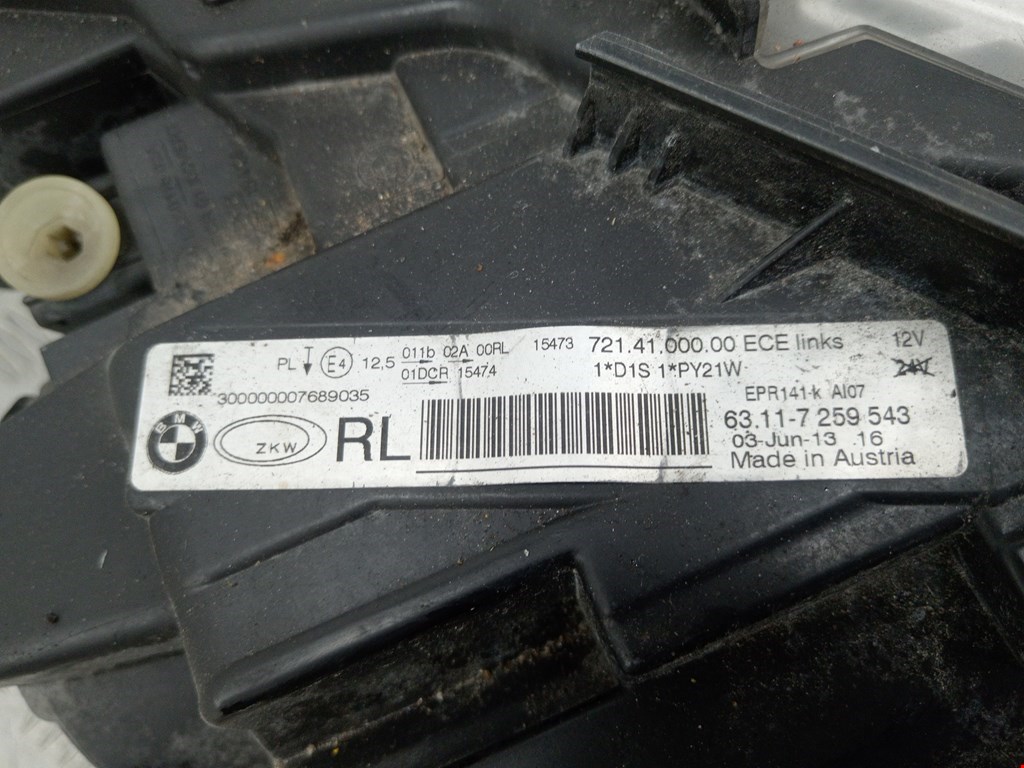 PL E4 12,5 011b 02A 00RL 15473 721.41.000.00 ECE links 12V
01DCR 15474 1*D1S 1*PY21W 24V
300000007689035 EPR141-k AI07
BMW ZKW RL 63.11-7 259 543
03-Jun-13 16
Made in Austria